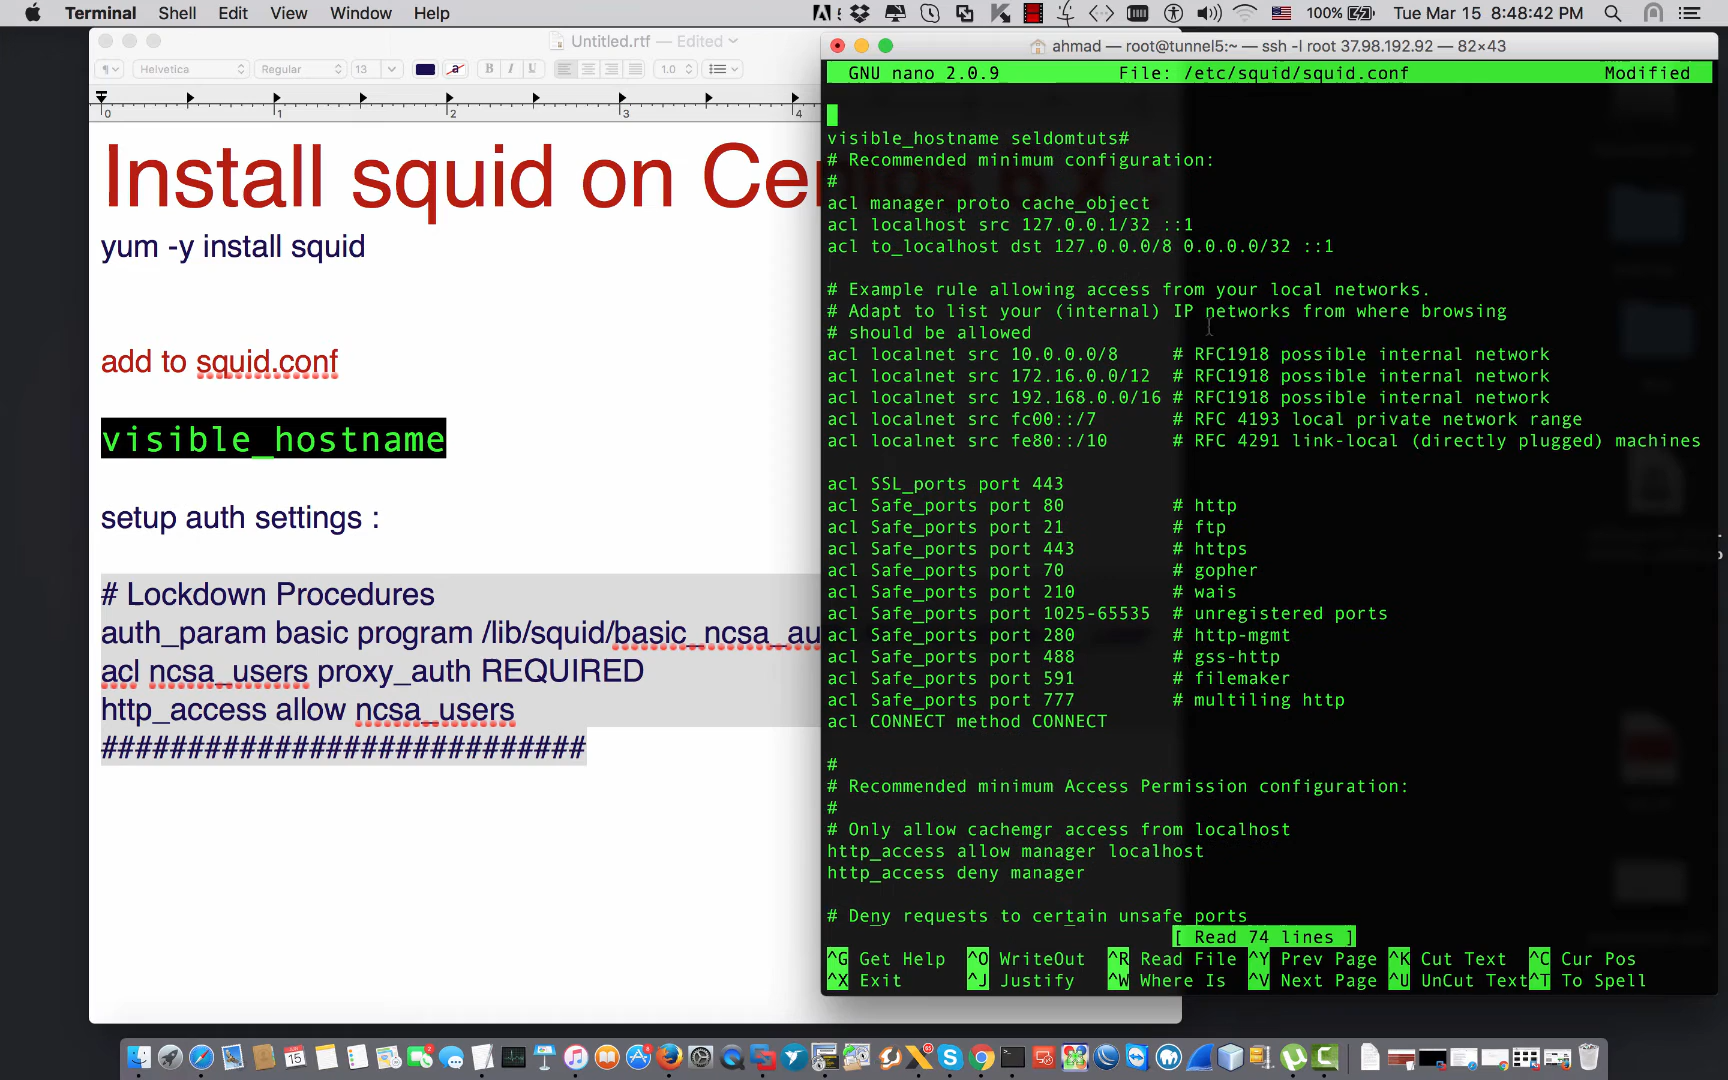 Terminal Shell Edit View Window Help
100% Tue Mar 15 8:48:42 PM
Untitled.rtf — Edited
Helvetica Regular 13 B I U 1.0
0 1 2 3 4
Install squid on Ce
yum -y install squid
add to squid.conf
visible_hostname
setup auth settings :
# Lockdown Procedures
auth_param basic program /lib/squid/basic_ncsa_au
acl ncsa_users proxy_auth REQUIRED
http_access allow ncsa_users
############################
ahmad — root@tunnel5:~ — ssh -l root 37.98.192.92 — 82×43
GNU nano 2.0.9 File: /etc/squid/squid.conf Modified
visible_hostname seldomtuts#
# Recommended minimum configuration:
#
acl manager proto cache_object
acl localhost src 127.0.0.1/32 ::1
acl to_localhost dst 127.0.0.0/8 0.0.0.0/32 ::1
# Example rule allowing access from your local networks.
# Adapt to list your (internal) IP networks from where browsing
# should be allowed
acl localnet src 10.0.0.0/8 # RFC1918 possible internal network
acl localnet src 172.16.0.0/12 # RFC1918 possible internal network
acl localnet src 192.168.0.0/16 # RFC1918 possible internal network
acl localnet src fc00::/7 # RFC 4193 local private network range
acl localnet src fe80::/10 # RFC 4291 link-local (directly plugged) machines
acl SSL_ports port 443
acl Safe_ports port 80 # http
acl Safe_ports port 21 # ftp
acl Safe_ports port 443 # https
acl Safe_ports port 70 # gopher
acl Safe_ports port 210 # wais
acl Safe_ports port 1025-65535 # unregistered ports
acl Safe_ports port 280 # http-mgmt
acl Safe_ports port 488 # gss-http
acl Safe_ports port 591 # filemaker
acl Safe_ports port 777 # multiling http
acl CONNECT method CONNECT
#
# Recommended minimum Access Permission configuration:
#
# Only allow cachemgr access from localhost
http_access allow manager localhost
http_access deny manager
# Deny requests to certain unsafe ports
[ Read 74 lines ]
^G Get Help ^O WriteOut ^R Read File ^Y Prev Page ^K Cut Text ^C Cur Pos
^X Exit ^J Justify ^W Where Is ^V Next Page ^U UnCut Text ^T To Spell